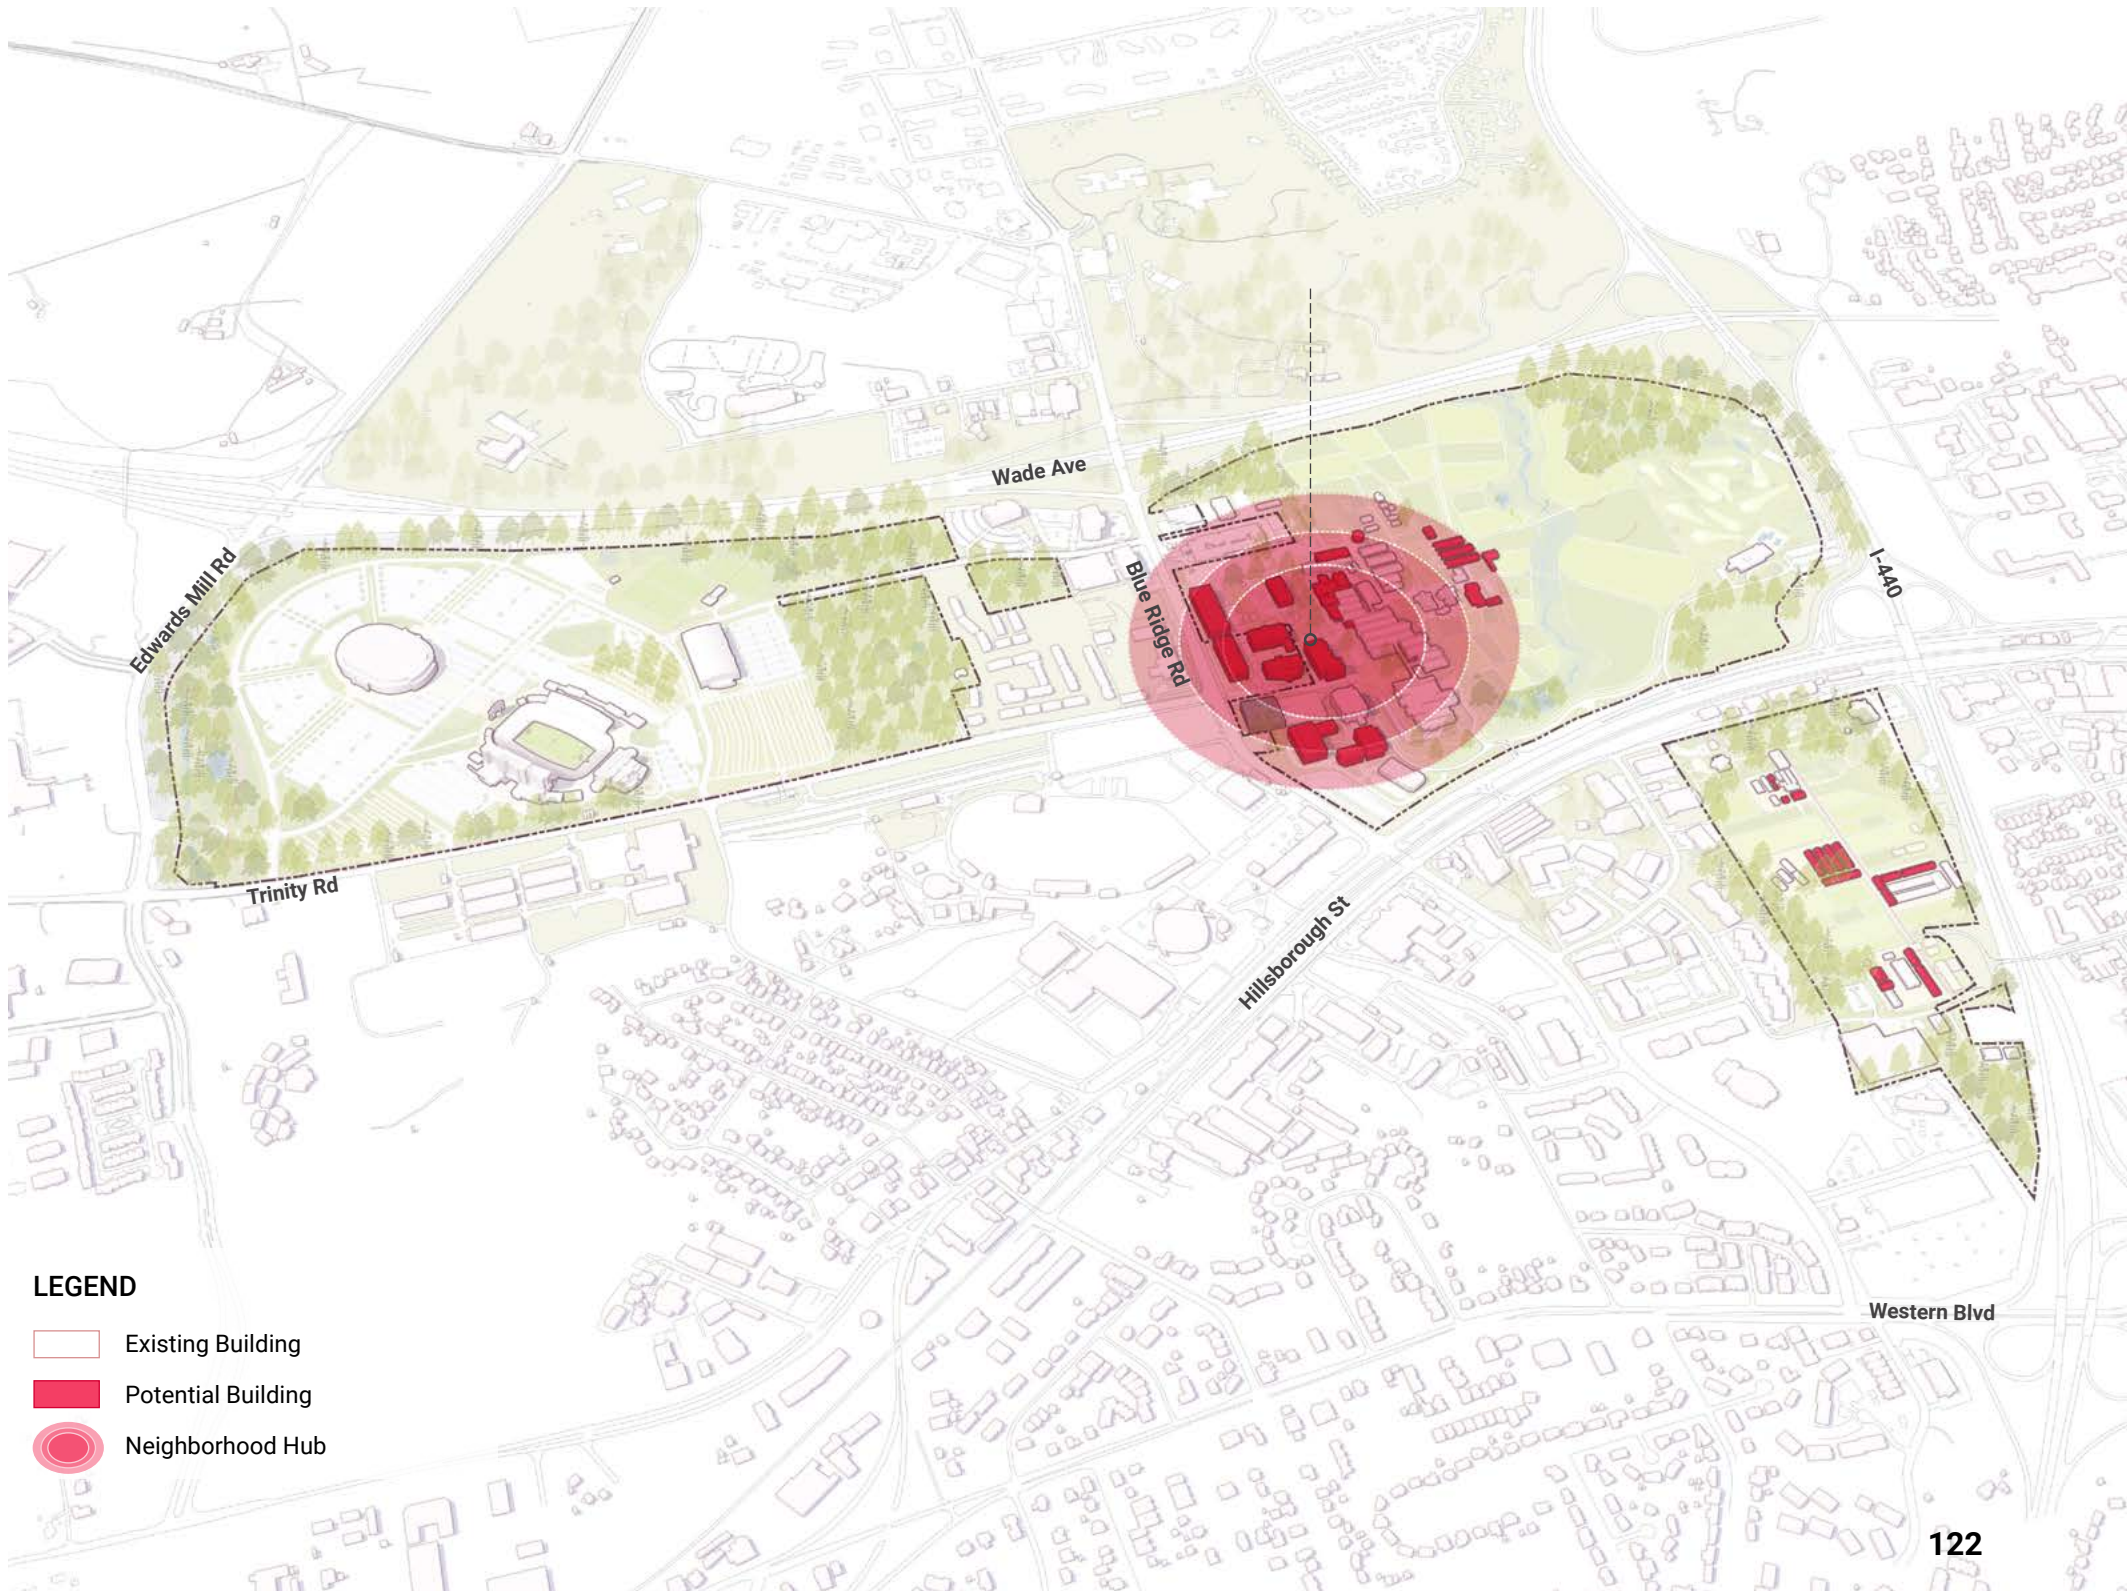 Wade Ave
Edwards Mill Rd
Blue Ridge Rd
I-440
Trinity Rd
Hillsborough St
LEGEND
Existing Building
Potential Building
Neighborhood Hub
Western Blvd
122